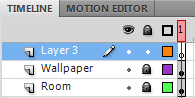 TIMELINE MOTION EDITOR
1
Layer 3
Wallpaper
Room